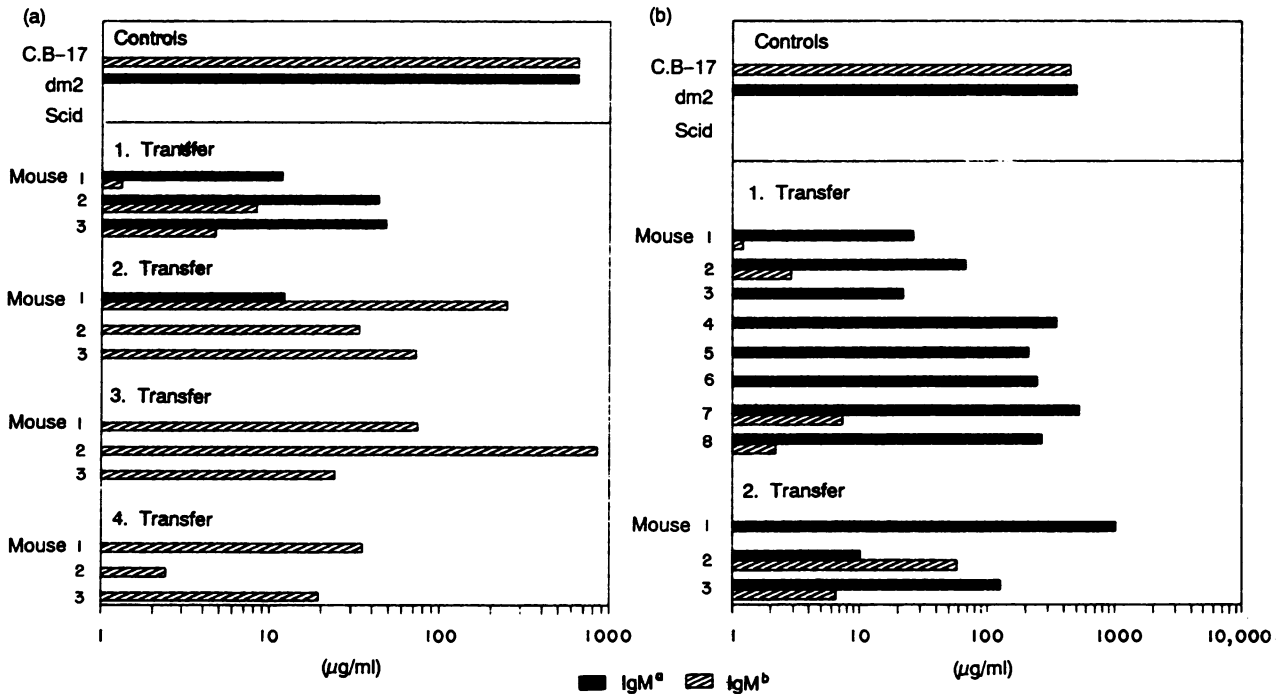 (a)
Controls
C.B-17
dm2
Scid
1. Transfer
Mouse 1
2
3
2. Transfer
Mouse 1
2
3
3. Transfer
Mouse 1
2
3
4. Transfer
Mouse 1
2
3
1 10 100 1000
(µg/ml)
(b)
Controls
C.B-17
dm2
Scid
1. Transfer
Mouse 1
2
3
4
5
6
7
8
2. Transfer
Mouse 1
2
3
1 10 100 1000 10,000
(µg/ml)
IgMᵃ IgMᵇ